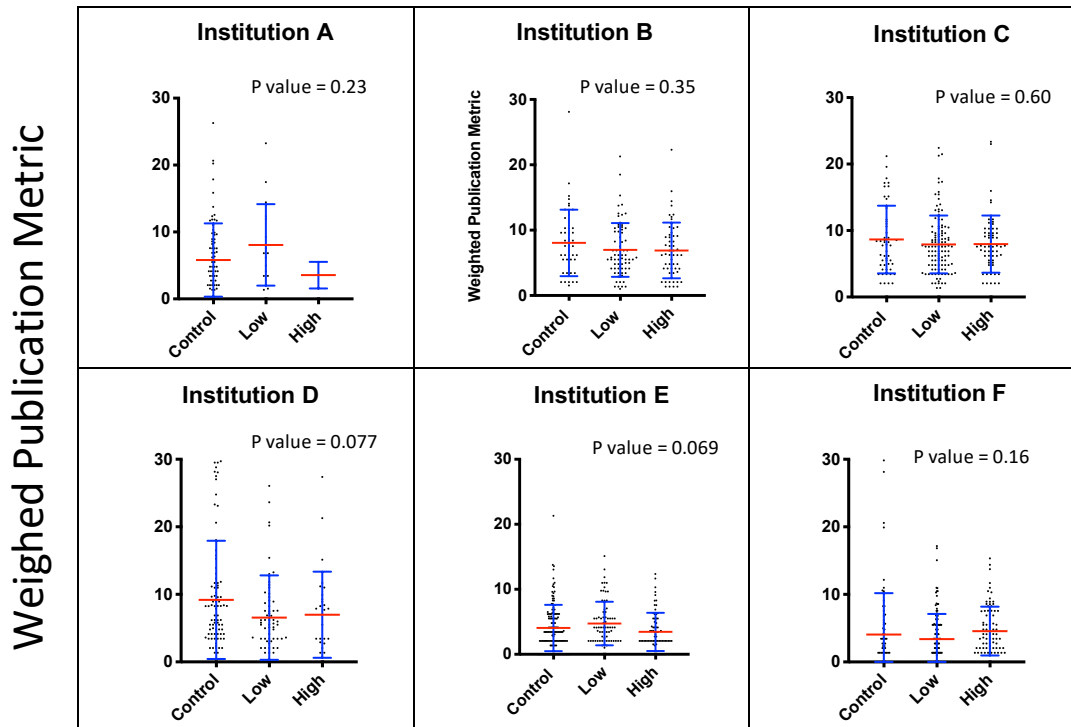 Weighed Publication Metric
Institution A
P value = 0.23
30
20
10
0
Control
Low
High
Institution B
P value = 0.35
Weighted Publication Metric
30
20
10
0
Control
Low
High
Institution C
P value = 0.60
30
20
10
0
Control
Low
High
Institution D
P value = 0.077
30
20
10
0
Control
Low
High
Institution E
P value = 0.069
30
20
10
0
Control
Low
High
Institution F
P value = 0.16
30
20
10
0
Control
Low
High